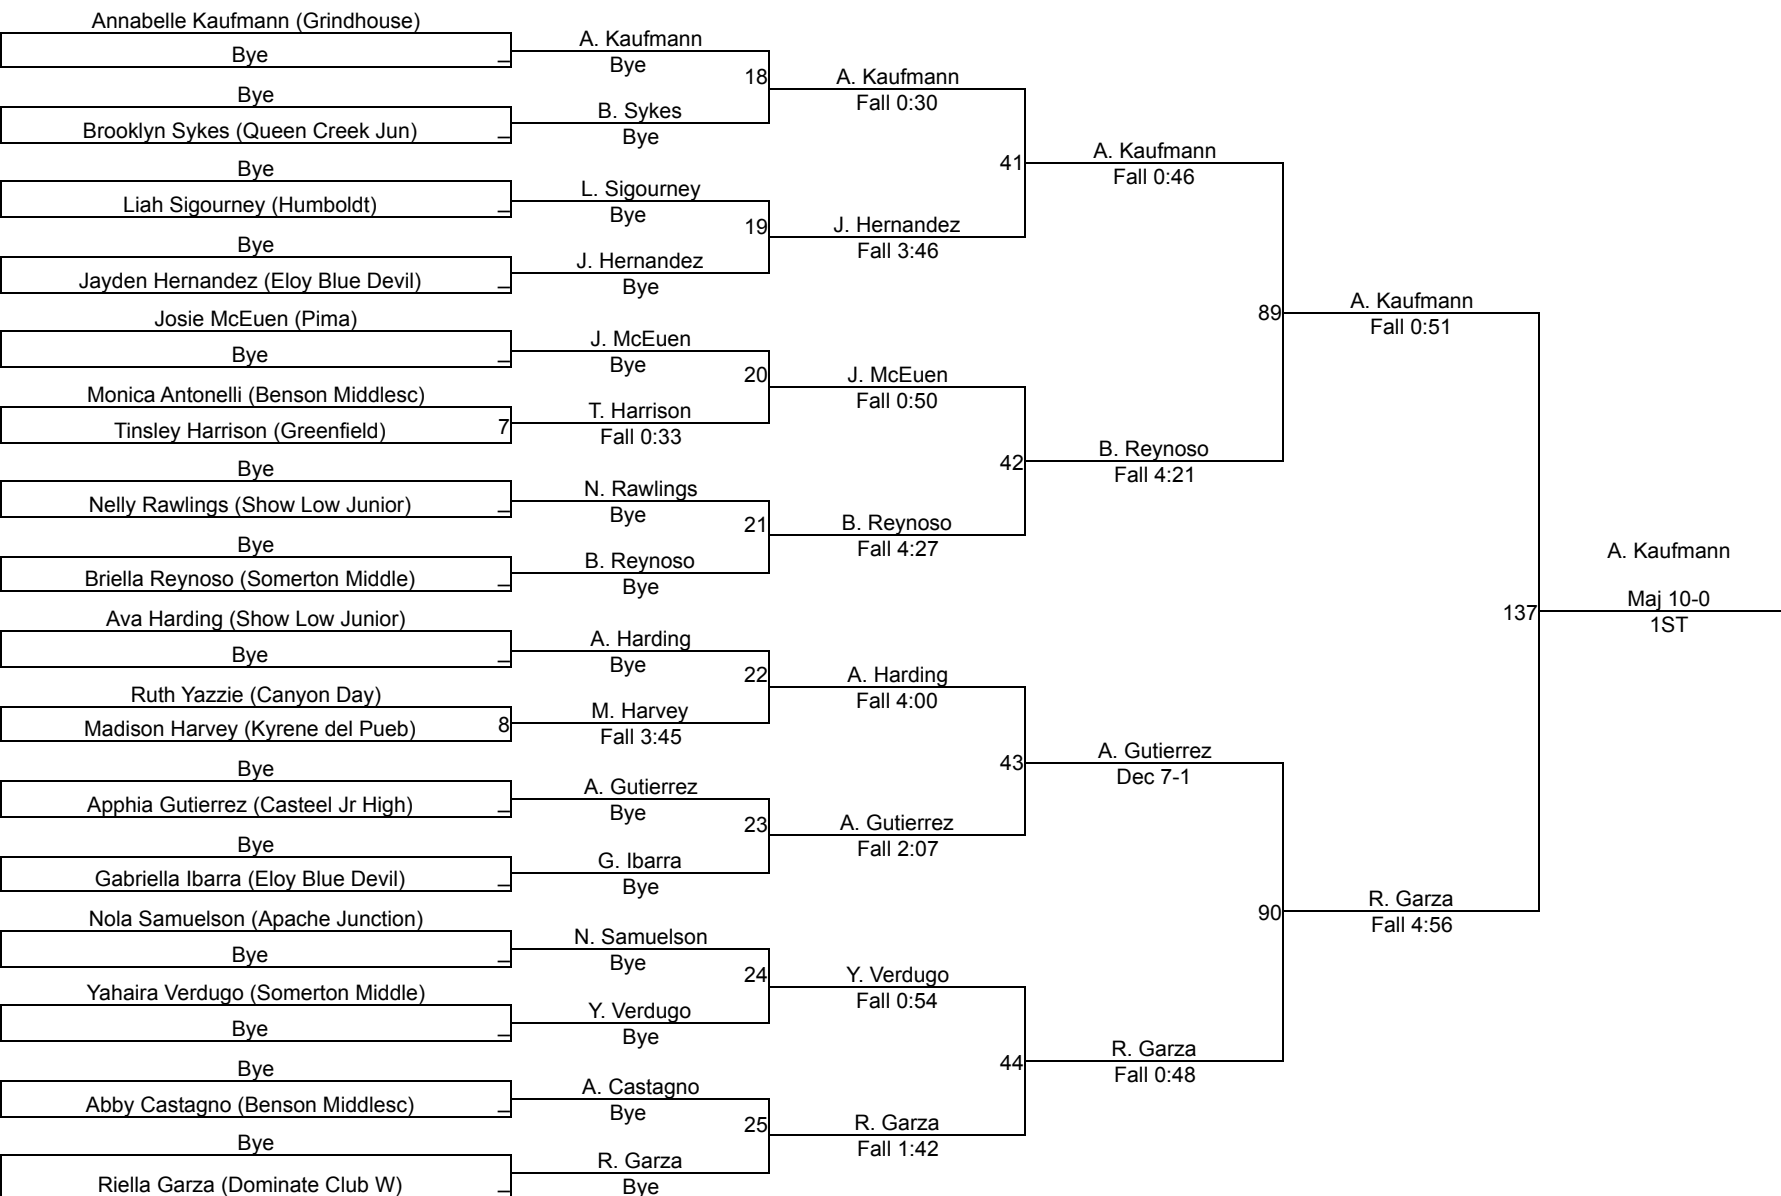 Annabelle Kaufmann (Grindhouse)
Bye
Bye
Brooklyn Sykes (Queen Creek Jun)
Bye
Liah Sigourney (Humboldt)
Bye
Jayden Hernandez (Eloy Blue Devil)
Josie McEuen (Pima)
Bye
Monica Antonelli (Benson Middlesc)
Tinsley Harrison (Greenfield)
7
Bye
Nelly Rawlings (Show Low Junior)
Bye
Briella Reynoso (Somerton Middle)
Ava Harding (Show Low Junior)
Bye
Ruth Yazzie (Canyon Day)
Madison Harvey (Kyrene del Pueb)
8
Bye
Apphia Gutierrez (Casteel Jr High)
Bye
Gabriella Ibarra (Eloy Blue Devil)
Nola Samuelson (Apache Junction)
Bye
Yahaira Verdugo (Somerton Middle)
Bye
Bye
Abby Castagno (Benson Middlesc)
Bye
Riella Garza (Dominate Club W)
A. Kaufmann
Bye
18
B. Sykes
Bye
L. Sigourney
Bye
19
J. Hernandez
Bye
J. McEuen
Bye
20
T. Harrison
Fall 0:33
N. Rawlings
Bye
21
B. Reynoso
Bye
A. Harding
Bye
22
M. Harvey
Fall 3:45
A. Gutierrez
Bye
23
G. Ibarra
Bye
N. Samuelson
Bye
24
Y. Verdugo
Bye
A. Castagno
Bye
25
R. Garza
Bye
A. Kaufmann
Fall 0:30
41
J. Hernandez
Fall 3:46
J. McEuen
Fall 0:50
42
B. Reynoso
Fall 4:27
A. Harding
Fall 4:00
43
A. Gutierrez
Fall 2:07
Y. Verdugo
Fall 0:54
44
R. Garza
Fall 1:42
A. Kaufmann
Fall 0:46
89
B. Reynoso
Fall 4:21
A. Gutierrez
Dec 7-1
90
R. Garza
Fall 0:48
A. Kaufmann
Fall 0:51
137
R. Garza
Fall 4:56
A. Kaufmann
Maj 10-0
1ST